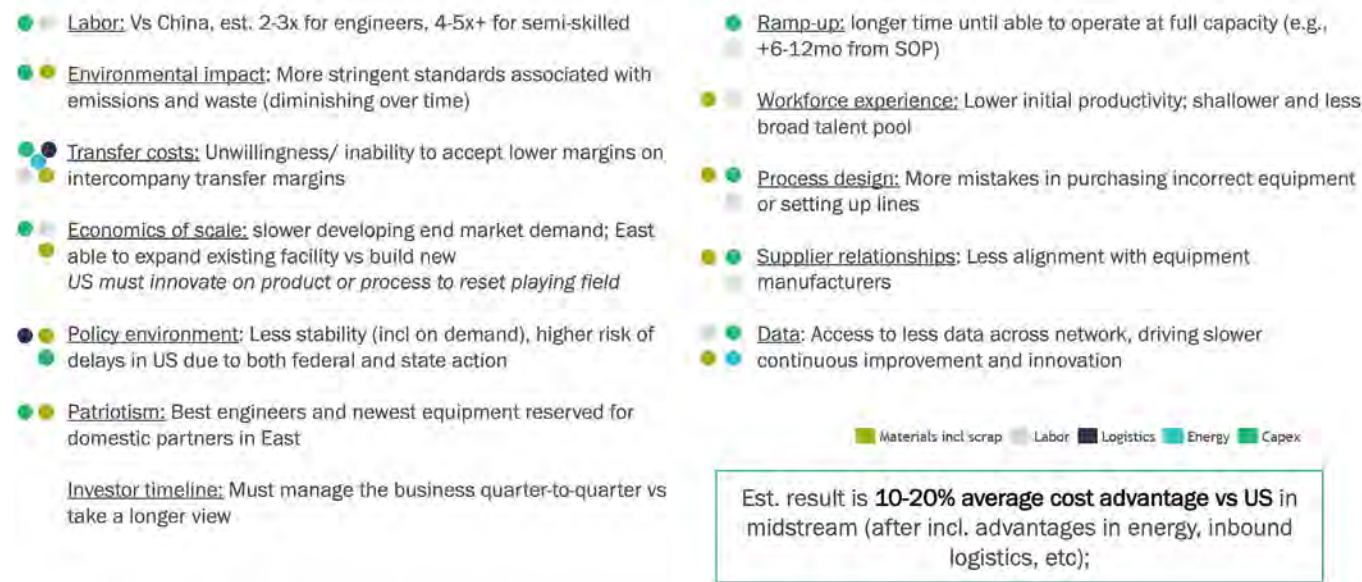 Labor: Vs China, est. 2-3x for engineers, 4-5x+ for semi-skilled
Environmental impact: More stringent standards associated with
emissions and waste (diminishing over time)
Transfer costs: Unwillingness/ inability to accept lower margins on
intercompany transfer margins
Economics of scale: slower developing end market demand; East
able to expand existing facility vs build new
US must innovate on product or process to reset playing field
Policy environment: Less stability (incl on demand), higher risk of
delays in US due to both federal and state action
Patriotism: Best engineers and newest equipment reserved for
domestic partners in East
Investor timeline: Must manage the business quarter-to-quarter vs
take a longer view
Ramp-up: longer time until able to operate at full capacity (e.g.,
+6-12mo from SOP)
Workforce experience: Lower initial productivity; shallower and less
broad talent pool
Process design: More mistakes in purchasing incorrect equipment
or setting up lines
Supplier relationships: Less alignment with equipment
manufacturers
Data: Access to less data across network, driving slower
continuous improvement and innovation
Materials incl scrap Labor Logistics Energy Capex
Est. result is 10-20% average cost advantage vs US in
midstream (after incl. advantages in energy, inbound
logistics, etc);